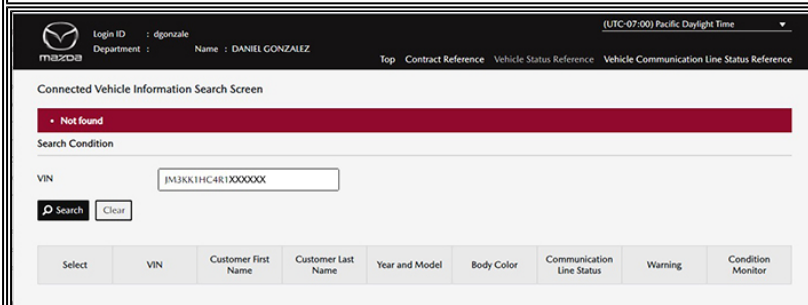 (UTC-07:00) Pacific Daylight Time
Login ID : dgonzale
Department : Name : DANIEL GONZALEZ
mazda
Top Contract Reference Vehicle Status Reference Vehicle Communication Line Status Reference
Connected Vehicle Information Search Screen
• Not found
Search Condition
VIN JM3KK1HC4R1XXXXXX
Search Clear
Select VIN Customer First Name Customer Last Name Year and Model Body Color Communication Line Status Warning Condition Monitor